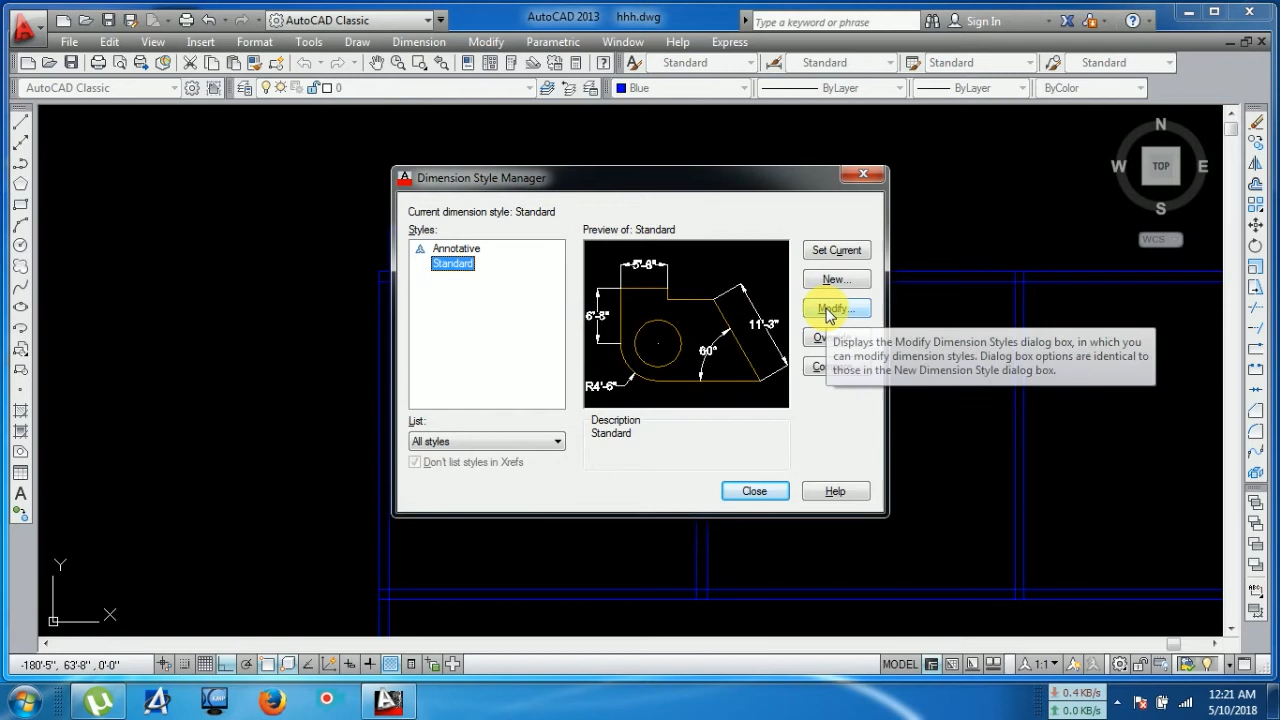 AutoCAD Classic
AutoCAD 2013 hhh.dwg
Type a keyword or phrase
Sign In
File Edit View Insert Format Tools Draw Dimension Modify Parametric Window Help Express
Standard Standard Standard Standard
AutoCAD Classic
0
Blue
ByLayer
ByLayer
ByColor
N
W TOP E
S
WCS
Dimension Style Manager
Current dimension style: Standard
Styles:
Annotative
Standard
Preview of: Standard
5'-6"
6'-8"
11'-3"
60°
R4'-6"
Set Current
New...
Modify...
Displays the Modify Dimension Styles dialog box, in which you
can modify dimension styles. Dialog box options are identical to
those in the New Dimension Style dialog box.
List:
All styles
Don't list styles in Xrefs
Description
Standard
Close
Help
Y
X
-180'5", 63'-8", 0'-0"
MODEL
1:1
0.4 KB/s
0.0 KB/s
12:21 AM
5/10/2018